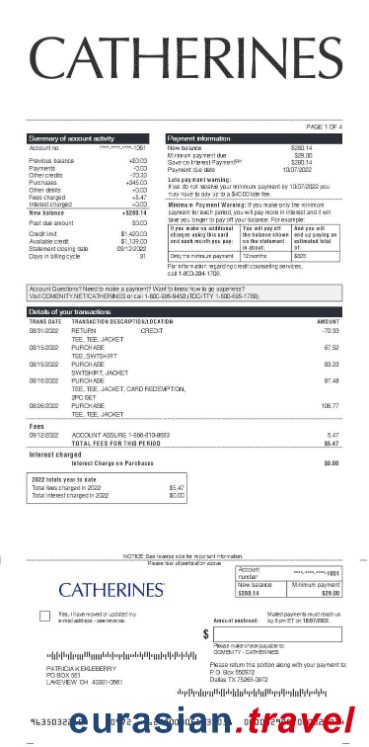 CATHERINES
PAGE 1 OF 4
Summary of account activity
Account no. ****-****-****-1051
Previous balance +$0.00
Payments -0.00
Other credits -70.33
Purchases +345.00
Other debits +0.00
Fees charged +5.47
Interest charged +0.00
New balance +$280.14
Past due amount $0.00
Credit limit $1,420.00
Available credit $1,139.00
Statement closing date 09/12/2022
Days in billing cycle 31
Payment information
New balance $280.14
Minimum payment due $29.00
Save on Interest Payment $280.14
Payment due date 10/07/2022
Late payment warning:
If we do not receive your minimum payment by 10/07/2022 you
may have to pay up to a $40.00 late fee.
Minimum Payment Warning: If you make only the minimum
payment for each period, you will pay more in interest and it will
take you longer to pay off your balance. For example:
If you make no additional
charges using this card
and each month you pay:
You will pay off
the balance shown
on the statement
in about:
And you will
end up paying an
estimated total
of:
Only the minimum payment 12 months $325
For information regarding credit counseling services,
call 1-800-284-1706.
Account Questions? Need to make a payment? Want to know how to go paperless?
Visit COMENITY.NET/CATHERINES or call 1-800-695-9450 (TDD/TTY 1-800-695-1788).
Details of your transactions
TRANS DATE TRANSACTION DESCRIPTION/LOCATION AMOUNT
08/31/2022 RETURN CREDIT -70.33
TEE, TEE, JACKET
08/15/2022 PURCHASE 67.52
TEE, SWTSHIRT
08/15/2022 PURCHASE 83.23
SWTSHIRT, JACKET
08/16/2022 PURCHASE 87.48
TEE, TEE, JACKET, CARD REDEMPTION,
2PC SET
08/26/2022 PURCHASE 106.77
TEE, TEE, JACKET
Fees
09/12/2022 ACCOUNT ASSURE 1-866-810-8583 5.47
TOTAL FEES FOR THIS PERIOD $5.47
Interest charged
Interest Charge on Purchases $0.00
2022 totals year to date
Total fees charged in 2022 $5.47
Total interest charged in 2022 $0.00
NOTICE: See reverse side for important information.
Please tear at perforation above
CATHERINES
Account
number ****-****-****-1051
New balance Minimum payment
$280.14 $29.00
Yes, I have moved or updated my
e-mail address - see reverse.
Amount enclosed:
Mailed payments must reach us
by 6 pm ET on 10/07/2022.
$
Please make check payable to:
COMENITY - CATHERINES
PATRICIA K EKLEBERRY
PO BOX 561
LAKEVIEW OH 43331-0561
Please return this portion along with your payment to:
P.O. Box 650972
Dallas TX 75265-0972
eurasian.travel